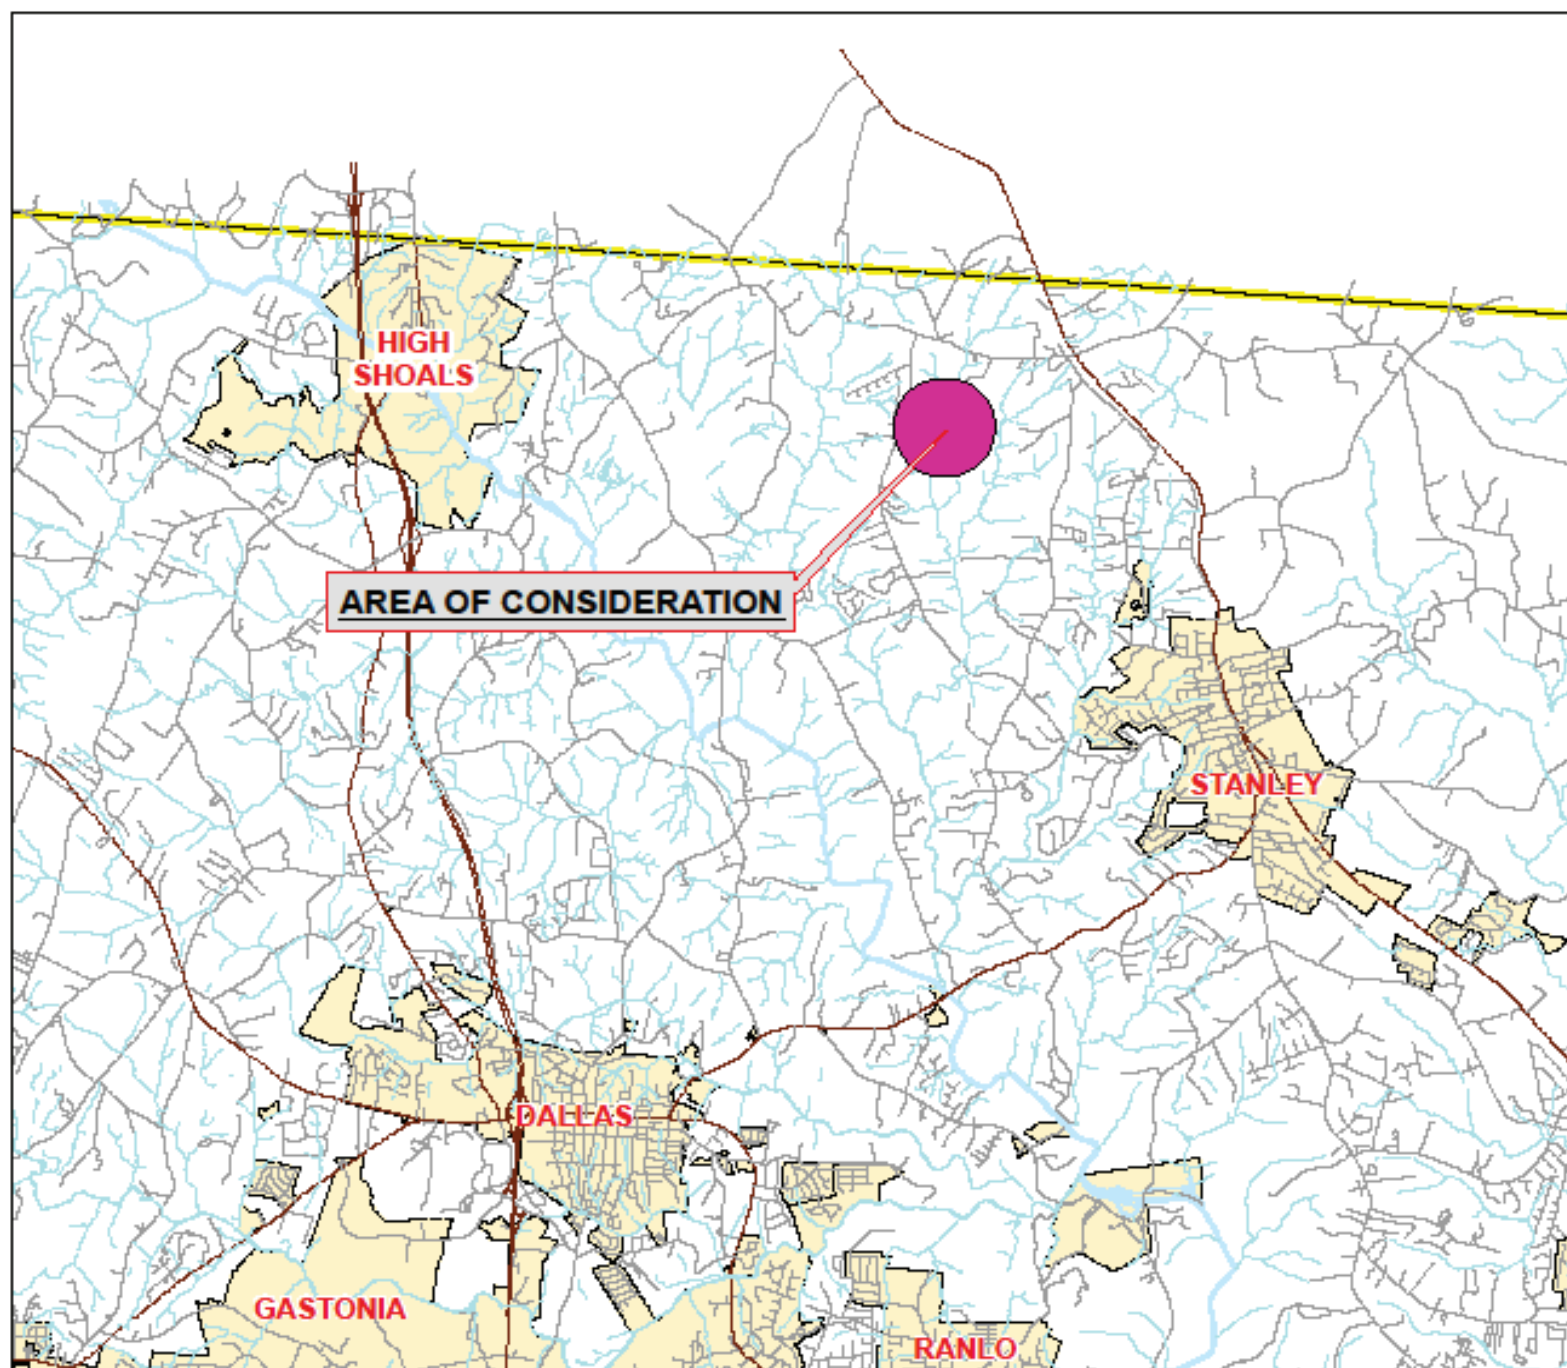 HIGH
SHOALS
AREA OF CONSIDERATION
STANLEY
DALLAS
GASTONIA
RANLO